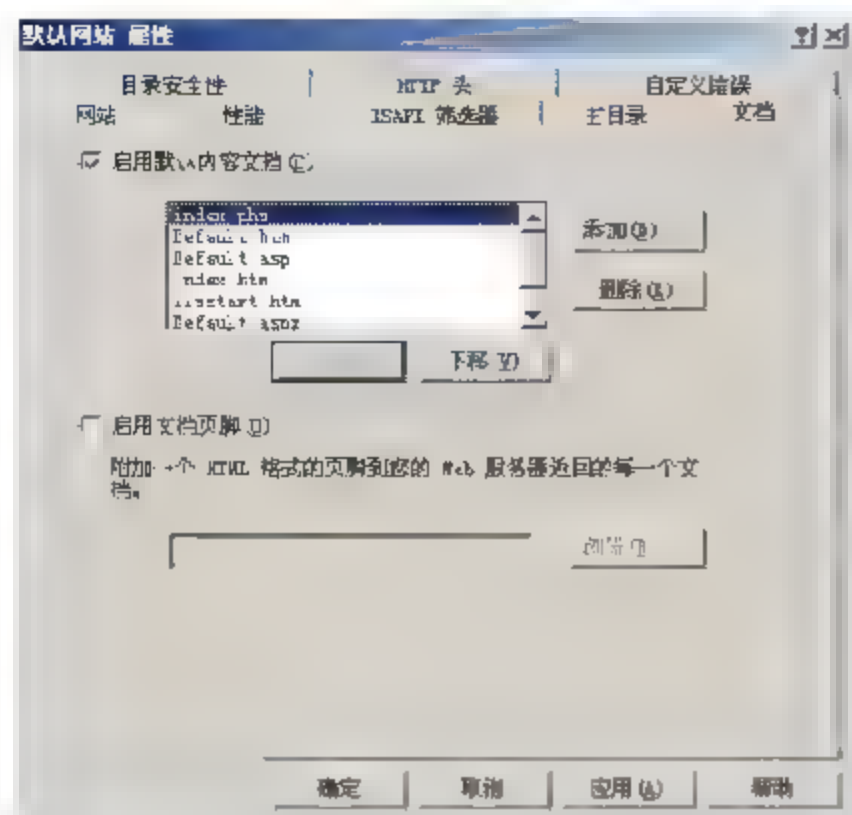 默认网站 属性
目录安全性 HTTP 头 自定义错误
网站 性能 ISAPI 筛选器 主目录 文档
启用默认内容文档(C)
index.php
Default.htm
Default.asp
index.htm
iisstart.htm
Default.aspx
添加(D)
删除(R)
下移(W)
启用文档页脚(O)
附加一个 HTML 格式的页脚到您的 Web 服务器返回的每一个文
档。
确定 取消 应用(A) 帮助